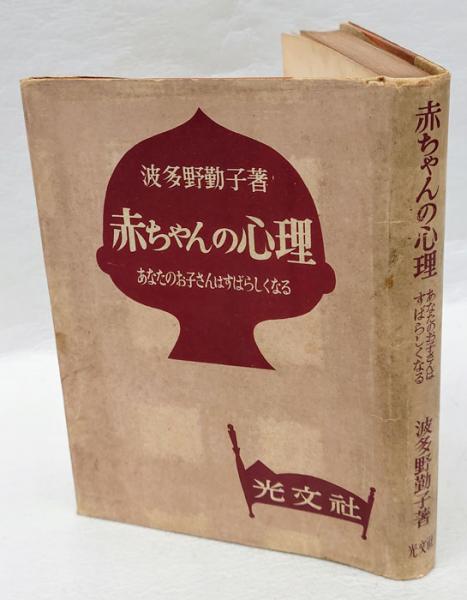 波多野勤子著
赤ちゃんの心理
あなたのお子さんはすばらしくなる
光文社
赤ちゃんの心理
あなたのお子さんは
すばらしくなる
波多野勤子著
光文社